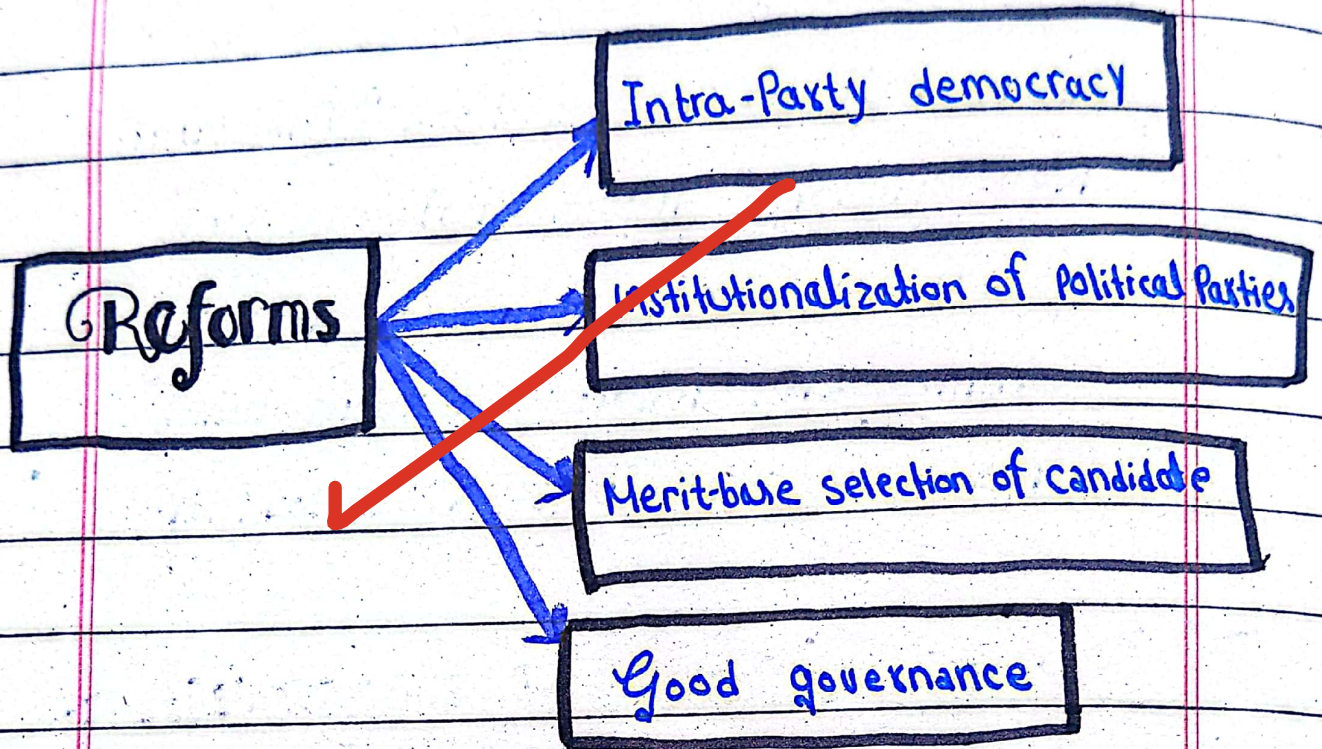 Intra-Party democracy
Reforms
Institutionalization of Political Parties
Merit-base selection of candidate
Good governance